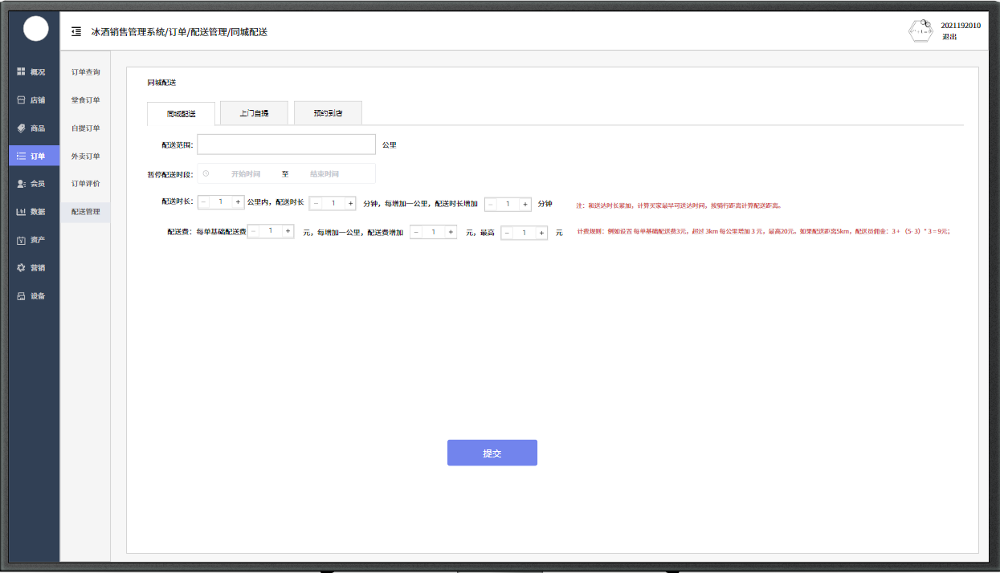 冰酒销售管理系统/订单/配送管理/同城配送
2021192010
退出
概况
店铺
商品
订单
会员
数据
资产
营销
设备
订单查询
堂食订单
自提订单
外卖订单
订单评价
配送管理
同城配送
同城配送 上门自提 预约到店
配送范围： 公里
暂停配送时段： 开始时间 至 结束时间
配送时长： － 1 + 公里内，配送时长 － 1 + 分钟，每增加一公里，配送时长增加 － 1 + 分钟 注：和送达时长累加，计算买家最早可送达时间，按骑行距离计算配送距离。
配送费：每单基础配送费 － 1 + 元，每增加一公里，配送费增加 － 1 + 元，最高 － 1 + 元 计费规则：例如设置 每单基础配送费3元，超过 3km 每公里增加 3 元，最高20元。如果配送距离5km，配送员佣金：3 + （5- 3）* 3 = 9元；
提交